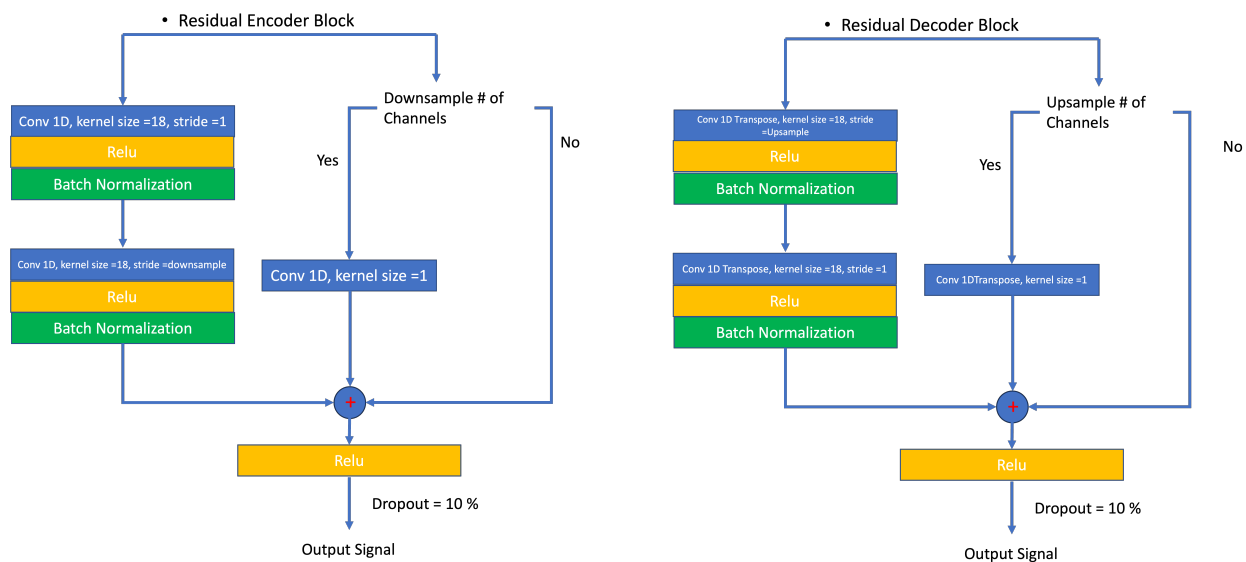 • Residual Encoder Block
Downsample # of
Channels
Conv 1D, kernel size =18, stride =1
Relu
Batch Normalization
Yes
No
Conv 1D, kernel size =18, stride =downsample
Relu
Batch Normalization
Conv 1D, kernel size =1
+
Relu
Dropout = 10 %
Output Signal
• Residual Decoder Block
Upsample # of
Channels
Conv 1D Transpose, kernel size =18, stride
=Upsample
Relu
Batch Normalization
Yes
No
Conv 1D Transpose, kernel size =18, stride =1
Relu
Batch Normalization
Conv 1DTranspose, kernel size =1
+
Relu
Dropout = 10 %
Output Signal